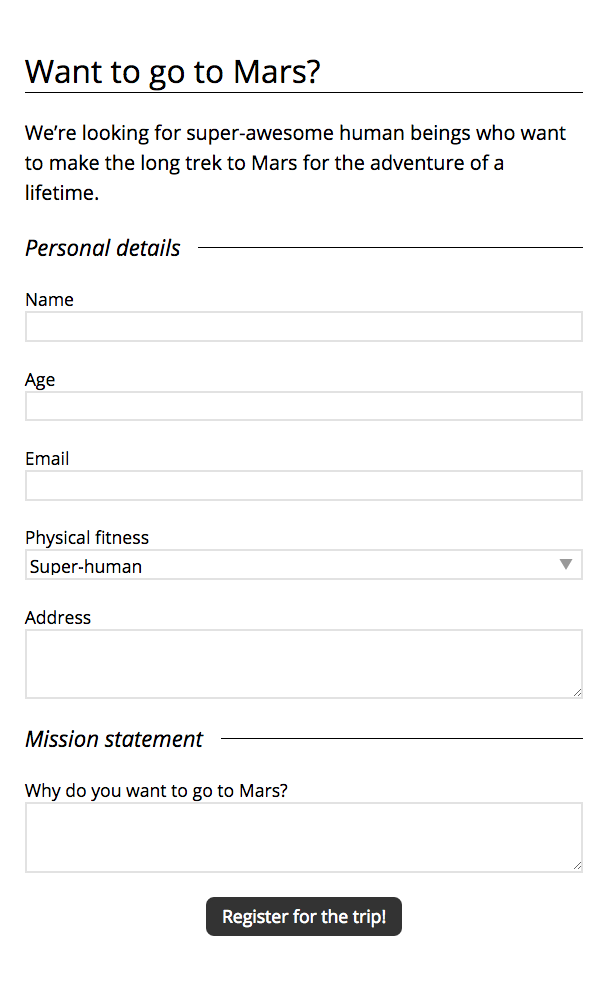 Want to go to Mars?
We’re looking for super-awesome human beings who want
to make the long trek to Mars for the adventure of a
lifetime.
Personal details
Name
Age
Email
Physical fitness
Super-human
Address
Mission statement
Why do you want to go to Mars?
Register for the trip!